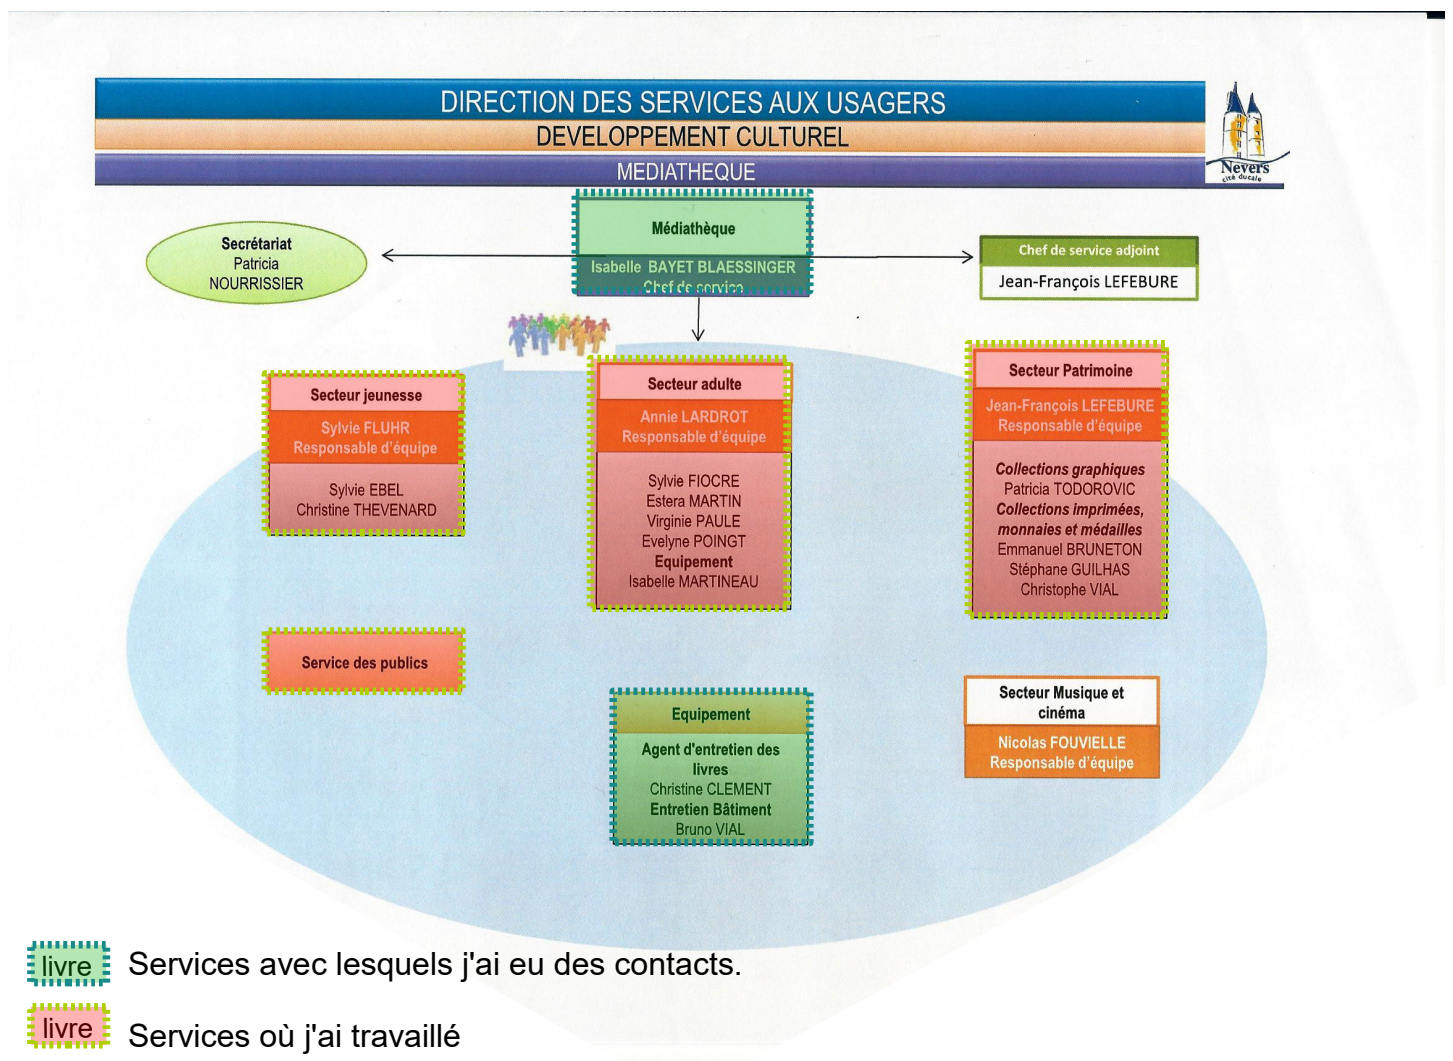 DIRECTION DES SERVICES AUX USAGERS
DEVELOPPEMENT CULTUREL
MEDIATHEQUE
Nevers
cité ducale
Médiathèque
Isabelle BAYET BLAESSINGER
Chef de service
Secrétariat
Patricia
NOURRISSIER
Chef de service adjoint
Jean-François LEFEBURE
Secteur jeunesse
Sylvie FLUHR
Responsable d'équipe
Sylvie EBEL
Christine THEVENARD
Secteur adulte
Annie LARDROT
Responsable d'équipe
Sylvie FIOCRE
Estera MARTIN
Virginie PAULE
Evelyne POINGT
Equipement
Isabelle MARTINEAU
Secteur Patrimoine
Jean-François LEFEBURE
Responsable d'équipe
Collections graphiques
Patricia TODOROVIC
Collections imprimées,
monnaies et médailles
Emmanuel BRUNETON
Stéphane GUILHAS
Christophe VIAL
Service des publics
Equipement
Agent d'entretien des
livres
Christine CLEMENT
Entretien Bâtiment
Bruno VIAL
Secteur Musique et
cinéma
Nicolas FOUVIELLE
Responsable d'équipe
livre Services avec lesquels j'ai eu des contacts.
livre Services où j'ai travaillé